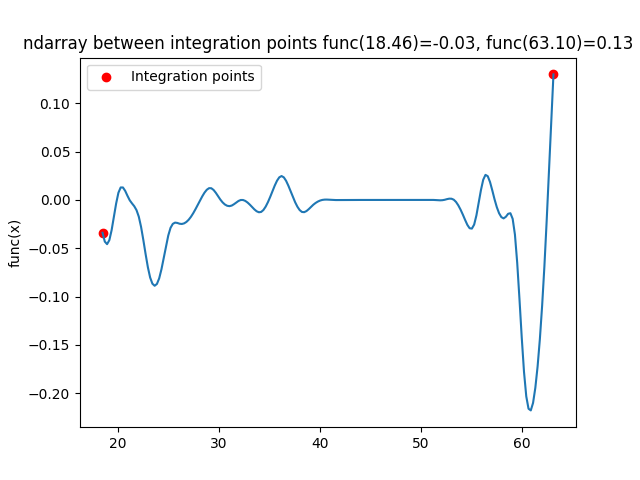 ndarray between integration points func(18.46)=-0.03, func(63.10)=0.13
Integration points
func(x)
0.10
0.05
0.00
−0.05
−0.10
−0.15
−0.20
20 30 40 50 60